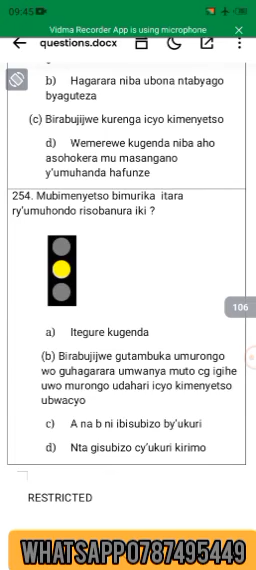 09:45
Vidma Recorder App is using microphone
questions.docx
b) Hagarara niba ubona ntabyago
byaguteza
(c) Birabujijwe kurenga icyo kimenyetso
d) Wemerewe kugenda niba aho
asohokera mu masangano
y'umuhanda hafunze
254. Mubimenyetso bimurika itara
ry'umuhondo risobanura iki ?
106
a) Itegure kugenda
(b) Birabujijwe gutambuka umurongo
wo guhagarara umwanya muto cg igihe
uwo murongo udahari icyo kimenyetso
ubwacyo
c) A na b ni ibisubizo by'ukuri
d) Nta gisubizo cy'ukuri kirimo
RESTRICTED
WHATSAPP 0787495449